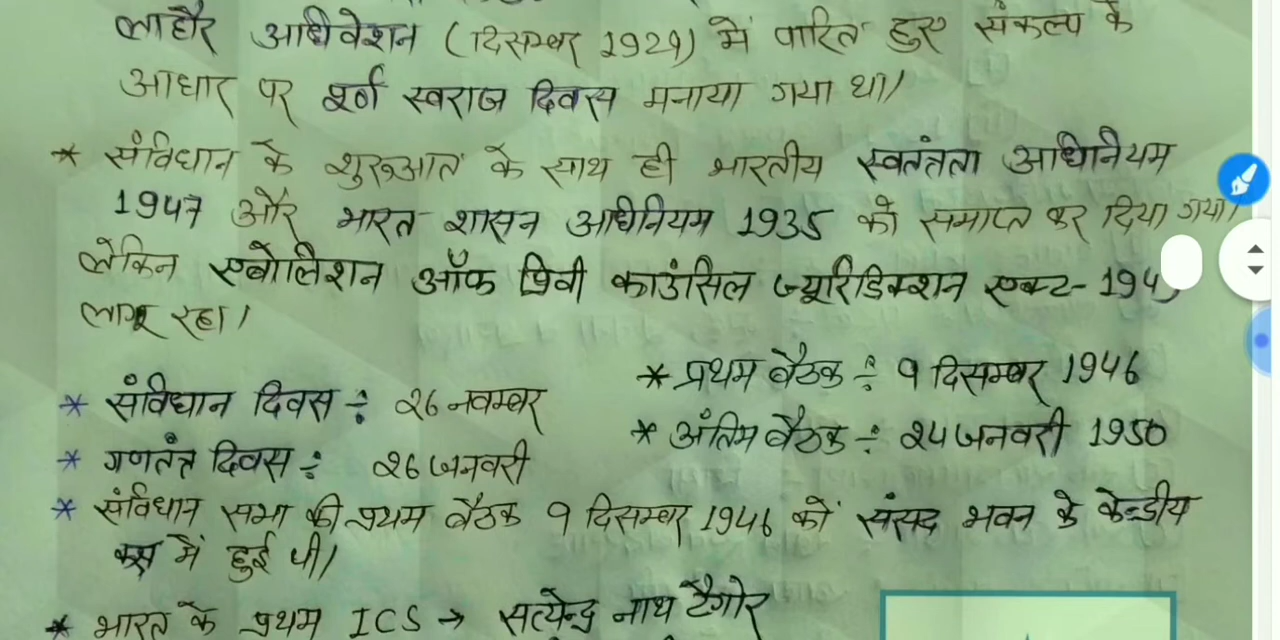 लाहौर अधिवेशन (दिसम्बर 1929) में पारित हुए संकल्प के
आधार पर पूर्ण स्वराज दिवस मनाया गया था।
* संविधान के शुरुआत के साथ ही भारतीय स्वतंत्रता अधिनियम
1947 और भारत शासन अधिनियम 1935 को समाप्त कर दिया गया।
लेकिन एबोलिशन ऑफ प्रिवी काउंसिल ज्यूरिडिक्शन एक्ट-
लागू रहा।
* प्रथम बैठक ÷ 9 दिसम्बर 1946
* संविधान दिवस ÷ 26 नवम्बर
* अंतिम बैठक ÷ 24 जनवरी 1950
* गणतंत्र दिवस ÷ 26 जनवरी
* संविधान सभा की प्रथम बैठक 9 दिसम्बर 1946 को संसद भवन के केन्द्रीय
कक्ष में हुई थी।
* भारत के प्रथम ICS → सत्येन्द्र नाथ टैगोर